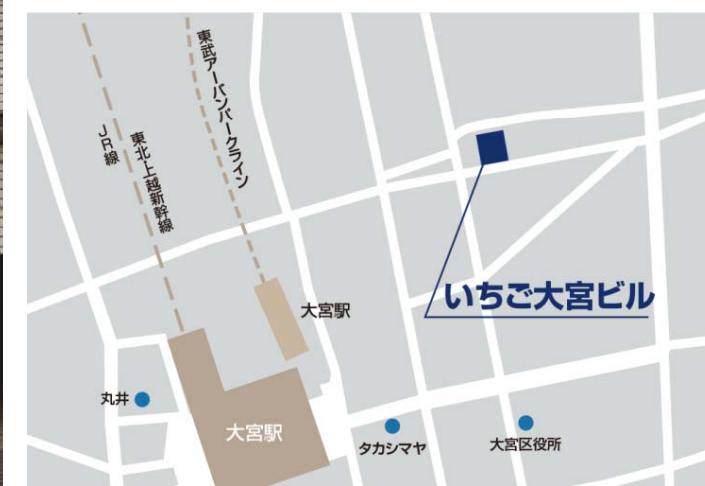 東武アーバンパークライン
JR線
東北上越新幹線
いちご大宮ビル
大宮駅
丸井
大宮駅
タカシマヤ
大宮区役所